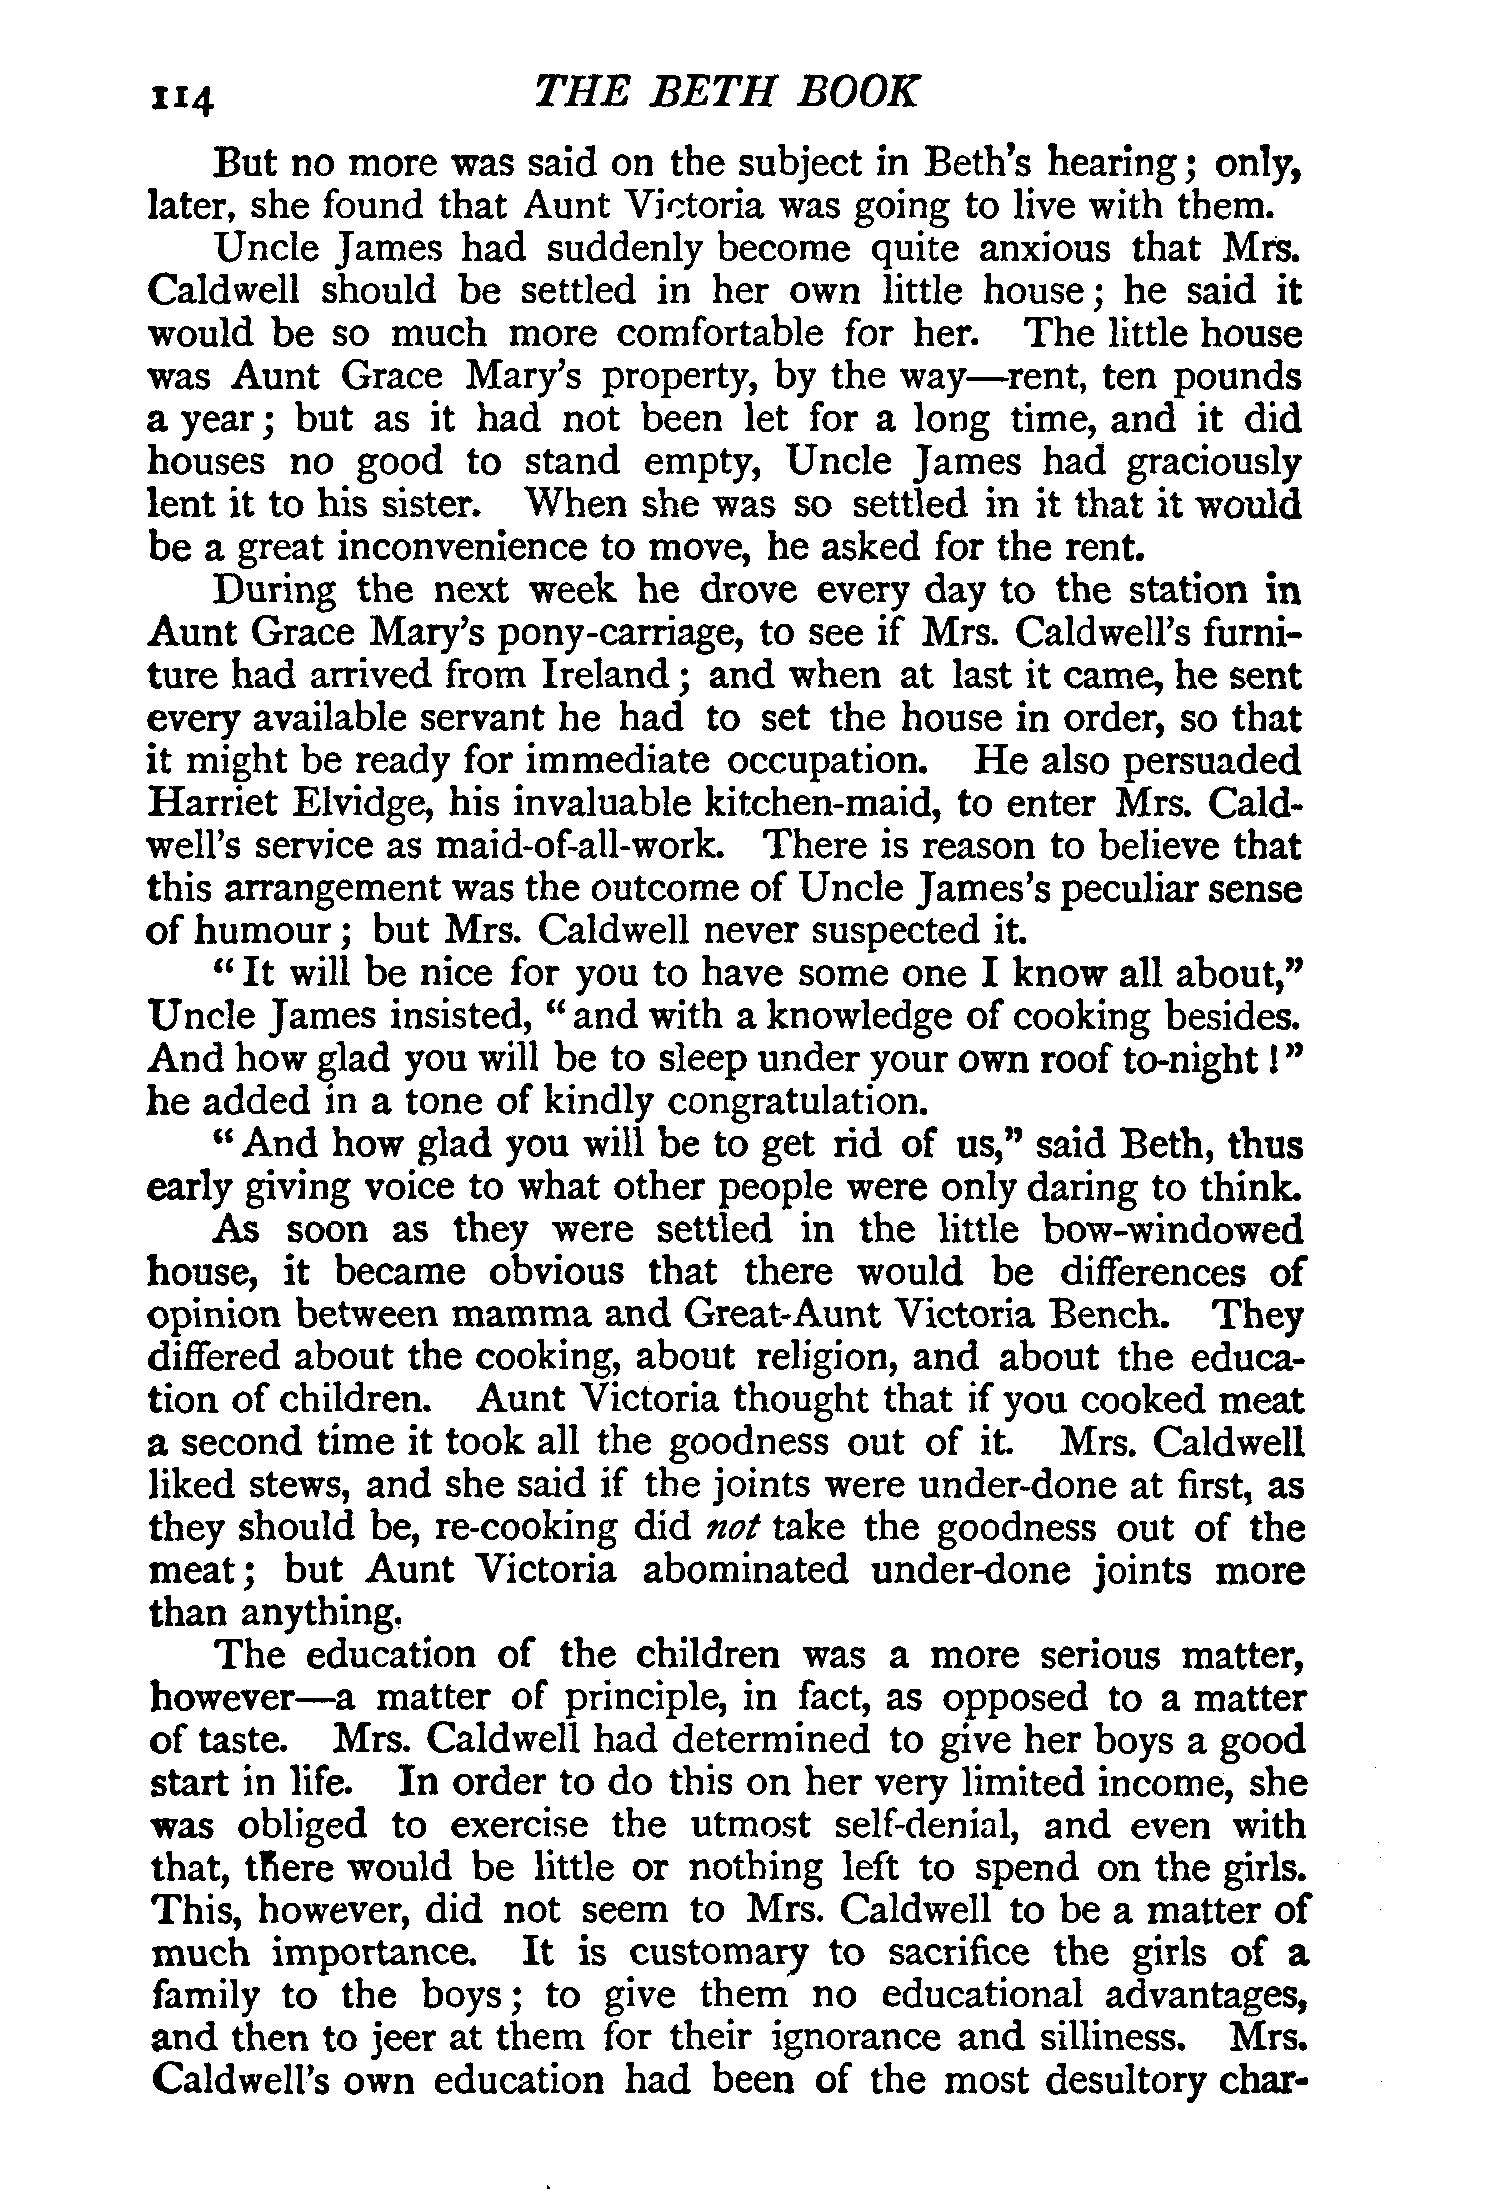 114 THE BETH BOOK
But no more was said on the subject in Beth's hearing; only,
later, she found that Aunt Victoria was going to live with them.
Uncle James had suddenly become quite anxious that Mrs.
Caldwell should be settled in her own little house; he said it
would be so much more comfortable for her. The little house
was Aunt Grace Mary's property, by the way—rent, ten pounds
a year; but as it had not been let for a long time, and it did
houses no good to stand empty, Uncle James had graciously
lent it to his sister. When she was so settled in it that it would
be a great inconvenience to move, he asked for the rent.
During the next week he drove every day to the station in
Aunt Grace Mary's pony-carriage, to see if Mrs. Caldwell's furni-
ture had arrived from Ireland; and when at last it came, he sent
every available servant he had to set the house in order, so that
it might be ready for immediate occupation. He also persuaded
Harriet Elvidge, his invaluable kitchen-maid, to enter Mrs. Cald-
well's service as maid-of-all-work. There is reason to believe that
this arrangement was the outcome of Uncle James's peculiar sense
of humour; but Mrs. Caldwell never suspected it.
"It will be nice for you to have some one I know all about,"
Uncle James insisted, "and with a knowledge of cooking besides.
And how glad you will be to sleep under your own roof to-night!"
he added in a tone of kindly congratulation.
"And how glad you will be to get rid of us," said Beth, thus
early giving voice to what other people were only daring to think.
As soon as they were settled in the little bow-windowed
house, it became obvious that there would be differences of
opinion between mamma and Great-Aunt Victoria Bench. They
differed about the cooking, about religion, and about the educa-
tion of children. Aunt Victoria thought that if you cooked meat
a second time it took all the goodness out of it. Mrs. Caldwell
liked stews, and she said if the joints were under-done at first, as
they should be, re-cooking did not take the goodness out of the
meat; but Aunt Victoria abominated under-done joints more
than anything.
The education of the children was a more serious matter,
however—a matter of principle, in fact, as opposed to a matter
of taste. Mrs. Caldwell had determined to give her boys a good
start in life. In order to do this on her very limited income, she
was obliged to exercise the utmost self-denial, and even with
that, there would be little or nothing left to spend on the girls.
This, however, did not seem to Mrs. Caldwell to be a matter of
much importance. It is customary to sacrifice the girls of a
family to the boys; to give them no educational advantages,
and then to jeer at them for their ignorance and silliness. Mrs.
Caldwell's own education had been of the most desultory char-